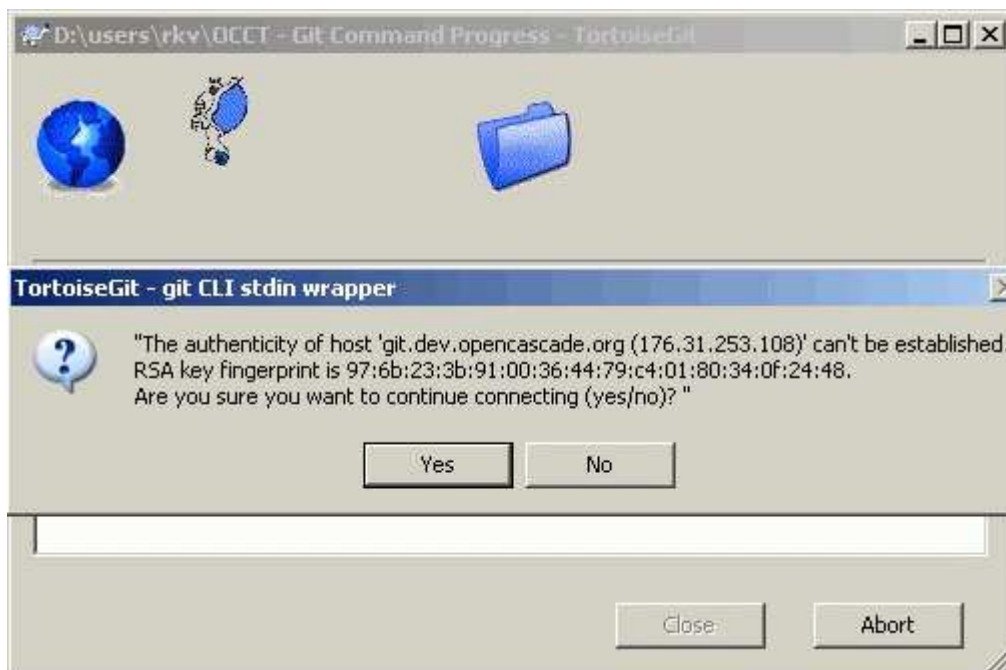 D:\users\rkv\OCCT - Git Command Progress - TortoiseGit
TortoiseGit - git CLI stdin wrapper
"The authenticity of host 'git.dev.opencascade.org (176.31.253.108)' can't be established
RSA key fingerprint is 97:6b:23:3b:91:00:36:44:79:c4:01:80:34:0f:24:48.
Are you sure you want to continue connecting (yes/no)? "
Yes
No
Close
Abort